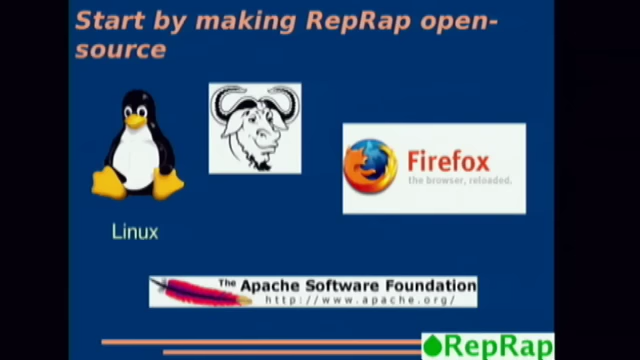 Start by making RepRap open-
source
Firefox
the browser, reloaded.
Linux
The Apache Software Foundation
http://www.apache.org/
RepRap